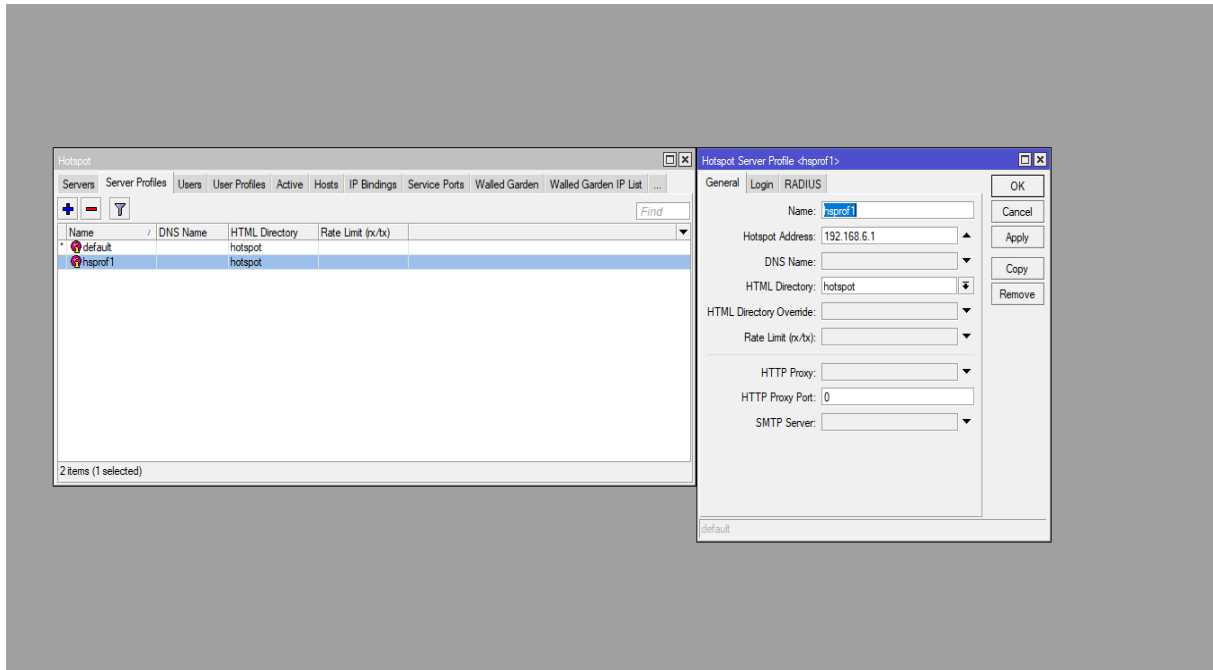 Hotspot
Servers Server Profiles Users User Profiles Active Hosts IP Bindings Service Ports Walled Garden Walled Garden IP List ...
Find
Name / DNS Name HTML Directory Rate Limit (rx/tx)
* default hotspot
hsprof1 hotspot
2 items (1 selected)
Hotspot Server Profile <hsprof1>
General Login RADIUS
Name: hsprof1
Hotspot Address: 192.168.6.1
DNS Name:
HTML Directory: hotspot
HTML Directory Override:
Rate Limit (rx/tx):
HTTP Proxy:
HTTP Proxy Port: 0
SMTP Server:
OK
Cancel
Apply
Copy
Remove
default